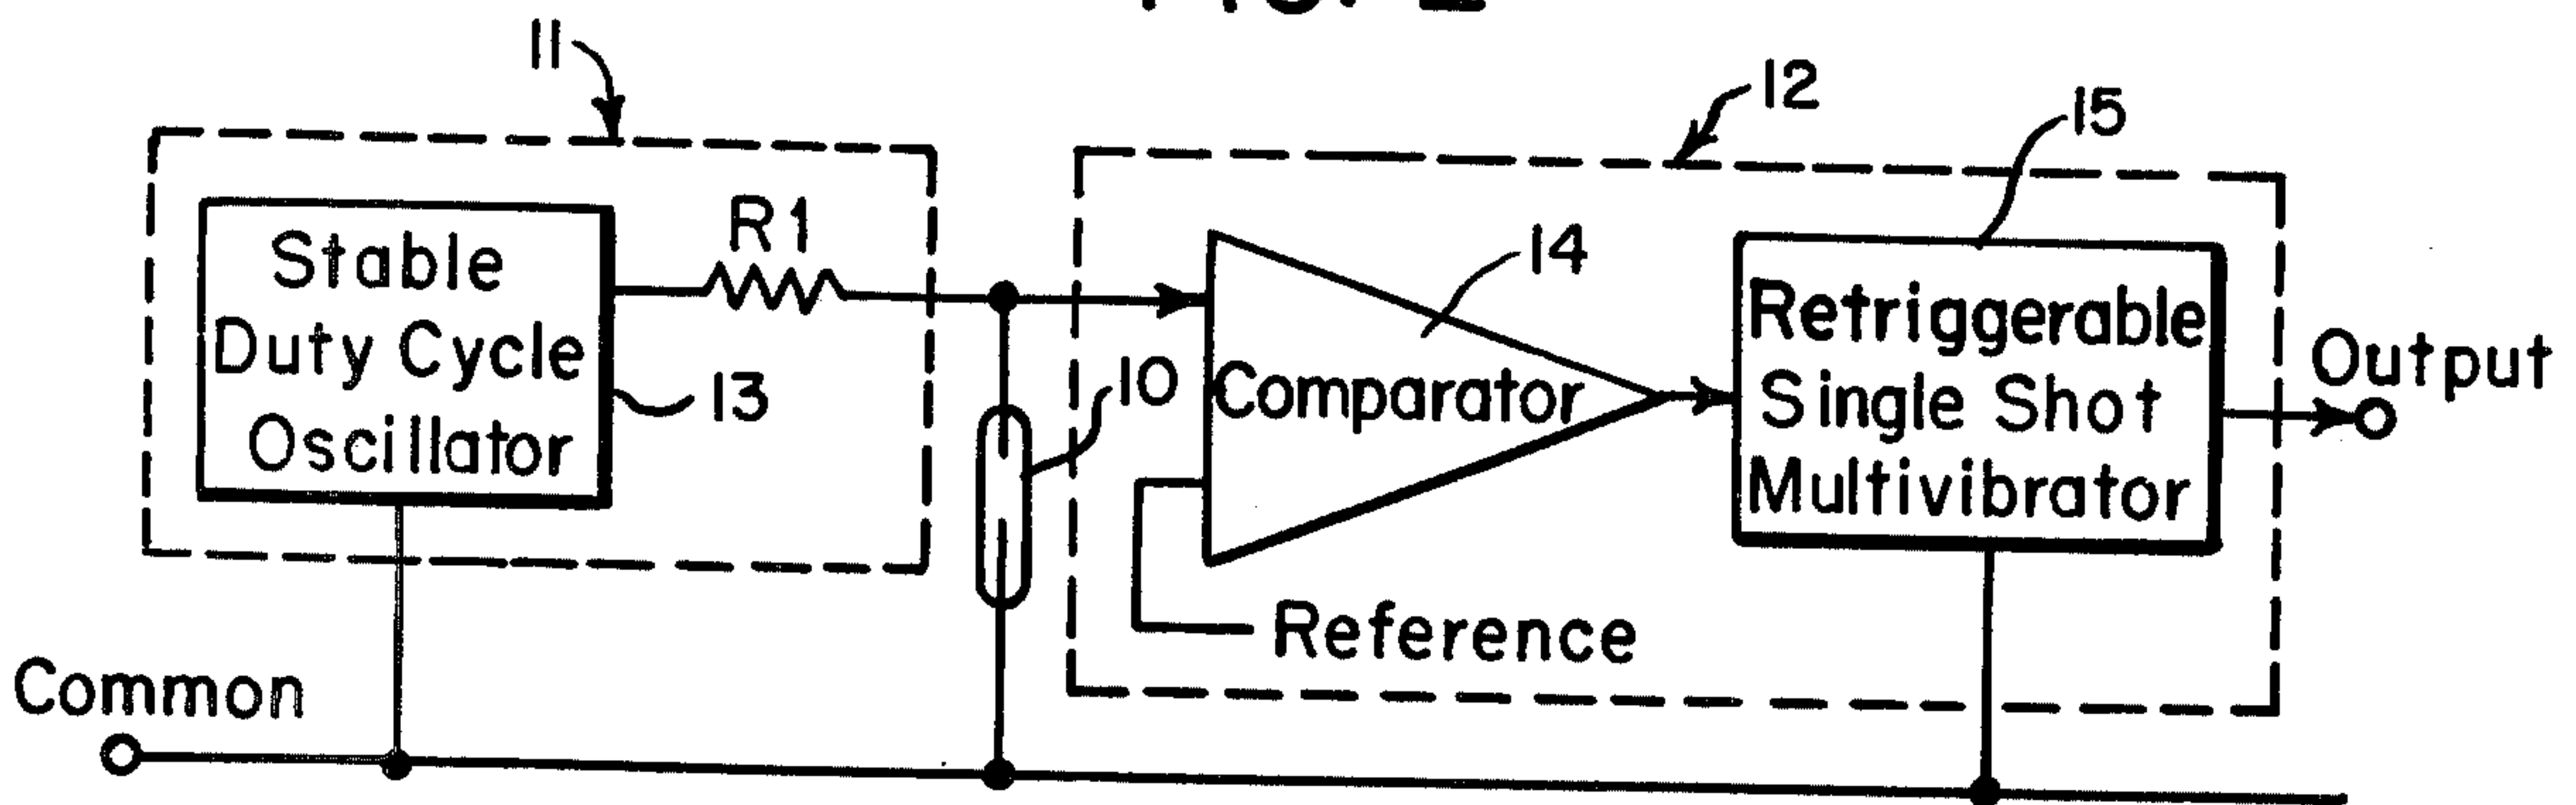 11
12
15
R1
14
Stable
Duty Cycle
Oscillator
13
10
Comparator
Retriggerable
Single Shot
Multivibrator
Output
Reference
Common